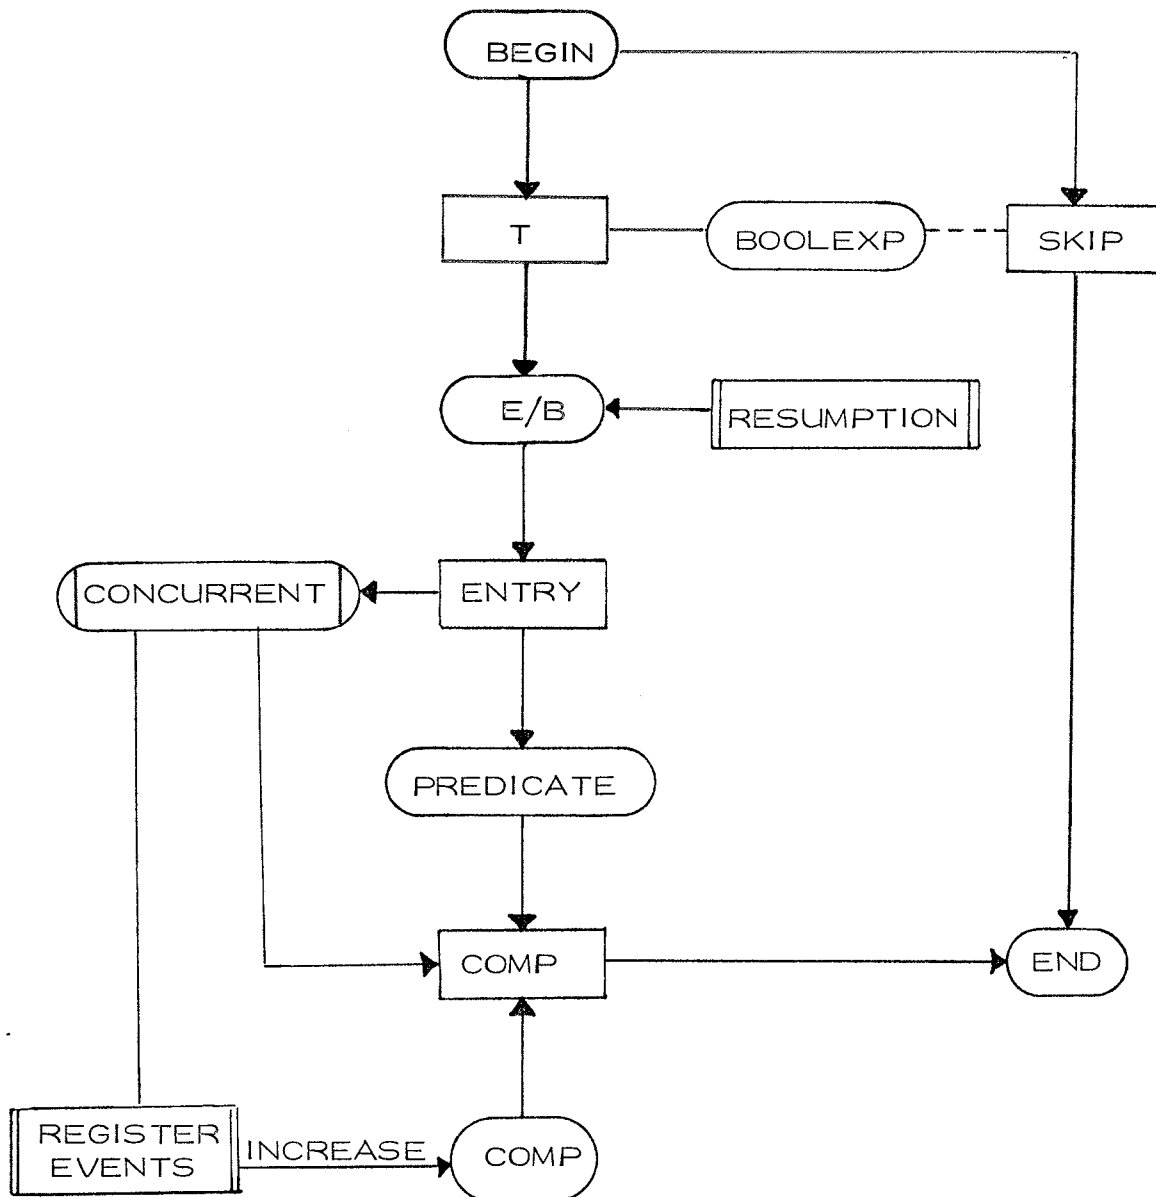 BEGIN
T
BOOLEXP
SKIP
E/B
RESUMPTION
CONCURRENT
ENTRY
PREDICATE
COMP
END
REGISTER
EVENTS
INCREASE
COMP